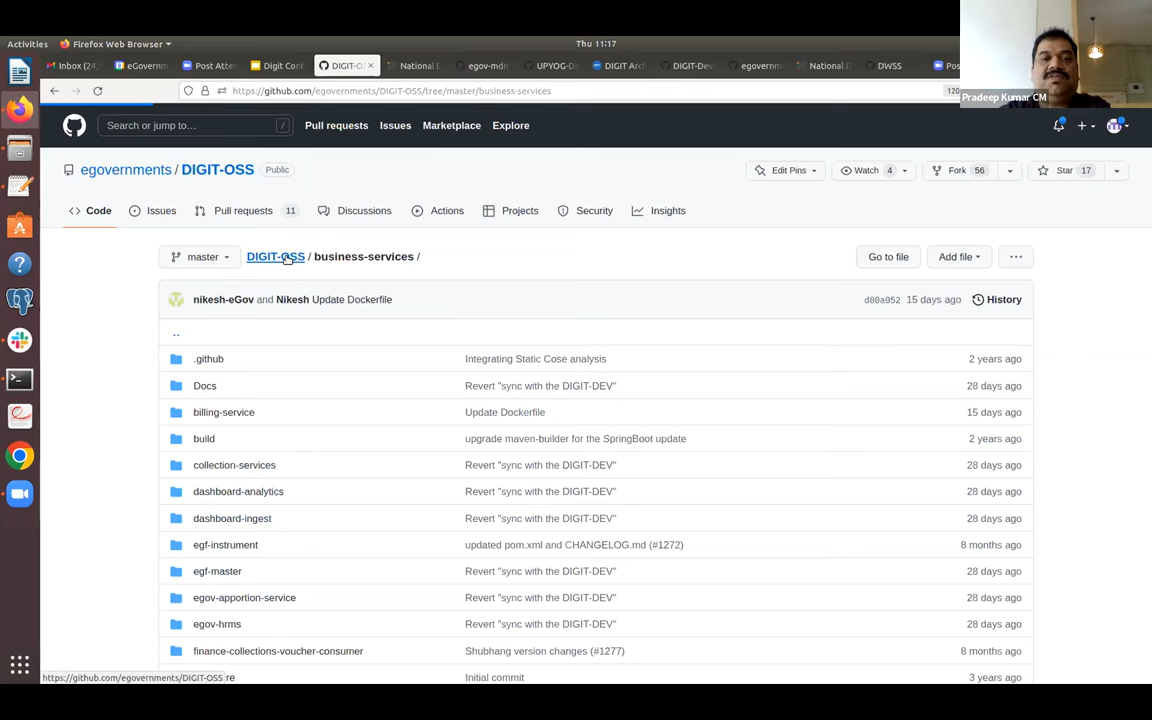 Activities Firefox Web Browser Thu 11:17
Inbox (24, eGovern Post Atten Digit Conf DIGIT-O National egov-mdn UPYOG-D DIGIT Arc DIGIT-Dev egovernm National D DWSS Pos
https://github.com/egovernments/DIGIT-OSS/tree/master/business-services 120
Pradeep Kumar CM
Search or jump to... / Pull requests Issues Marketplace Explore
egovernments / DIGIT-OSS Public Edit Pins Watch 4 Fork 56 Star 17
Code Issues Pull requests 11 Discussions Actions Projects Security Insights
master DIGIT-OSS / business-services / Go to file Add file ...
nikesh-eGov and Nikesh Update Dockerfile d80a052 15 days ago History
..
.github Integrating Static Cose analysis 2 years ago
Docs Revert "sync with the DIGIT-DEV" 28 days ago
billing-service Update Dockerfile 15 days ago
build upgrade maven-builder for the SpringBoot update 2 years ago
collection-services Revert "sync with the DIGIT-DEV" 28 days ago
dashboard-analytics Revert "sync with the DIGIT-DEV" 28 days ago
dashboard-ingest Revert "sync with the DIGIT-DEV" 28 days ago
egf-instrument updated pom.xml and CHANGELOG.md (#1272) 8 months ago
egf-master Revert "sync with the DIGIT-DEV" 28 days ago
egov-apportion-service Revert "sync with the DIGIT-DEV" 28 days ago
egov-hrms Revert "sync with the DIGIT-DEV" 28 days ago
finance-collections-voucher-consumer Shubhang version changes (#1277) 8 months ago
https://github.com/egovernments/DIGIT-OSS re Initial commit 3 years ago